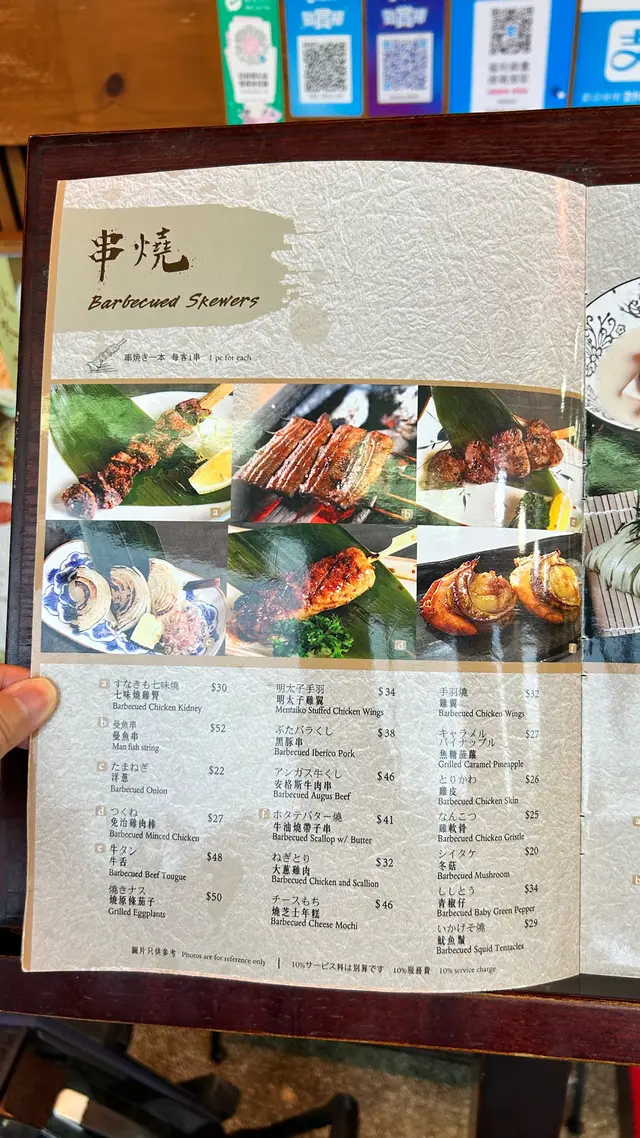 串燒
Barbecued Skewers
串焼き一本 每客1串 1 pc for each
a
b
c
d
f
a すなきも七味燒 $30
七味燒雞腎
Barbecued Chicken Kidney
b 曼魚串 $52
曼魚串
Man fish string
c たまねぎ $22
洋蔥
Barbecued Onion
d つくね $27
免治雞肉棒
Barbecued Minced Chicken
e 牛タン $48
牛舌
Barbecued Beef Tougue
燒きナス $50
燒原條茄子
Grilled Eggplants
明太子手羽 $34
明太子雞翼
Mentaiko Stuffed Chicken Wings
ぶたバラくし $38
黑豚串
Barbecued Iberico Pork
アンガス牛くし $46
安格斯牛肉串
Barbecued Augus Beef
f ホタテバター燒 $41
牛油燒帶子串
Barbecued Scallop w/ Butter
ねぎとり $32
大蔥雞肉
Barbecued Chicken and Scallion
チースもち $46
燒芝士年糕
Barbecued Cheese Mochi
手羽燒 $32
雞翼
Barbecued Chicken Wings
キャラメル $27
パイナップル
焦糖菠蘿
Grilled Caramel Pineapple
とりかわ $26
雞皮
Barbecued Chicken Skin
なんこつ $25
雞軟骨
Barbecued Chicken Gristle
シイタケ $20
冬菇
Barbecued Mushroom
ししとう $34
青椒仔
Barbecued Baby Green Pepper
いかげそ燒 $29
魷魚鬚
Barbecued Squid Tentacles
圖片只供參考 Photos are for reference only | 10%サービス料は別算です 10%服務費 10% service charge